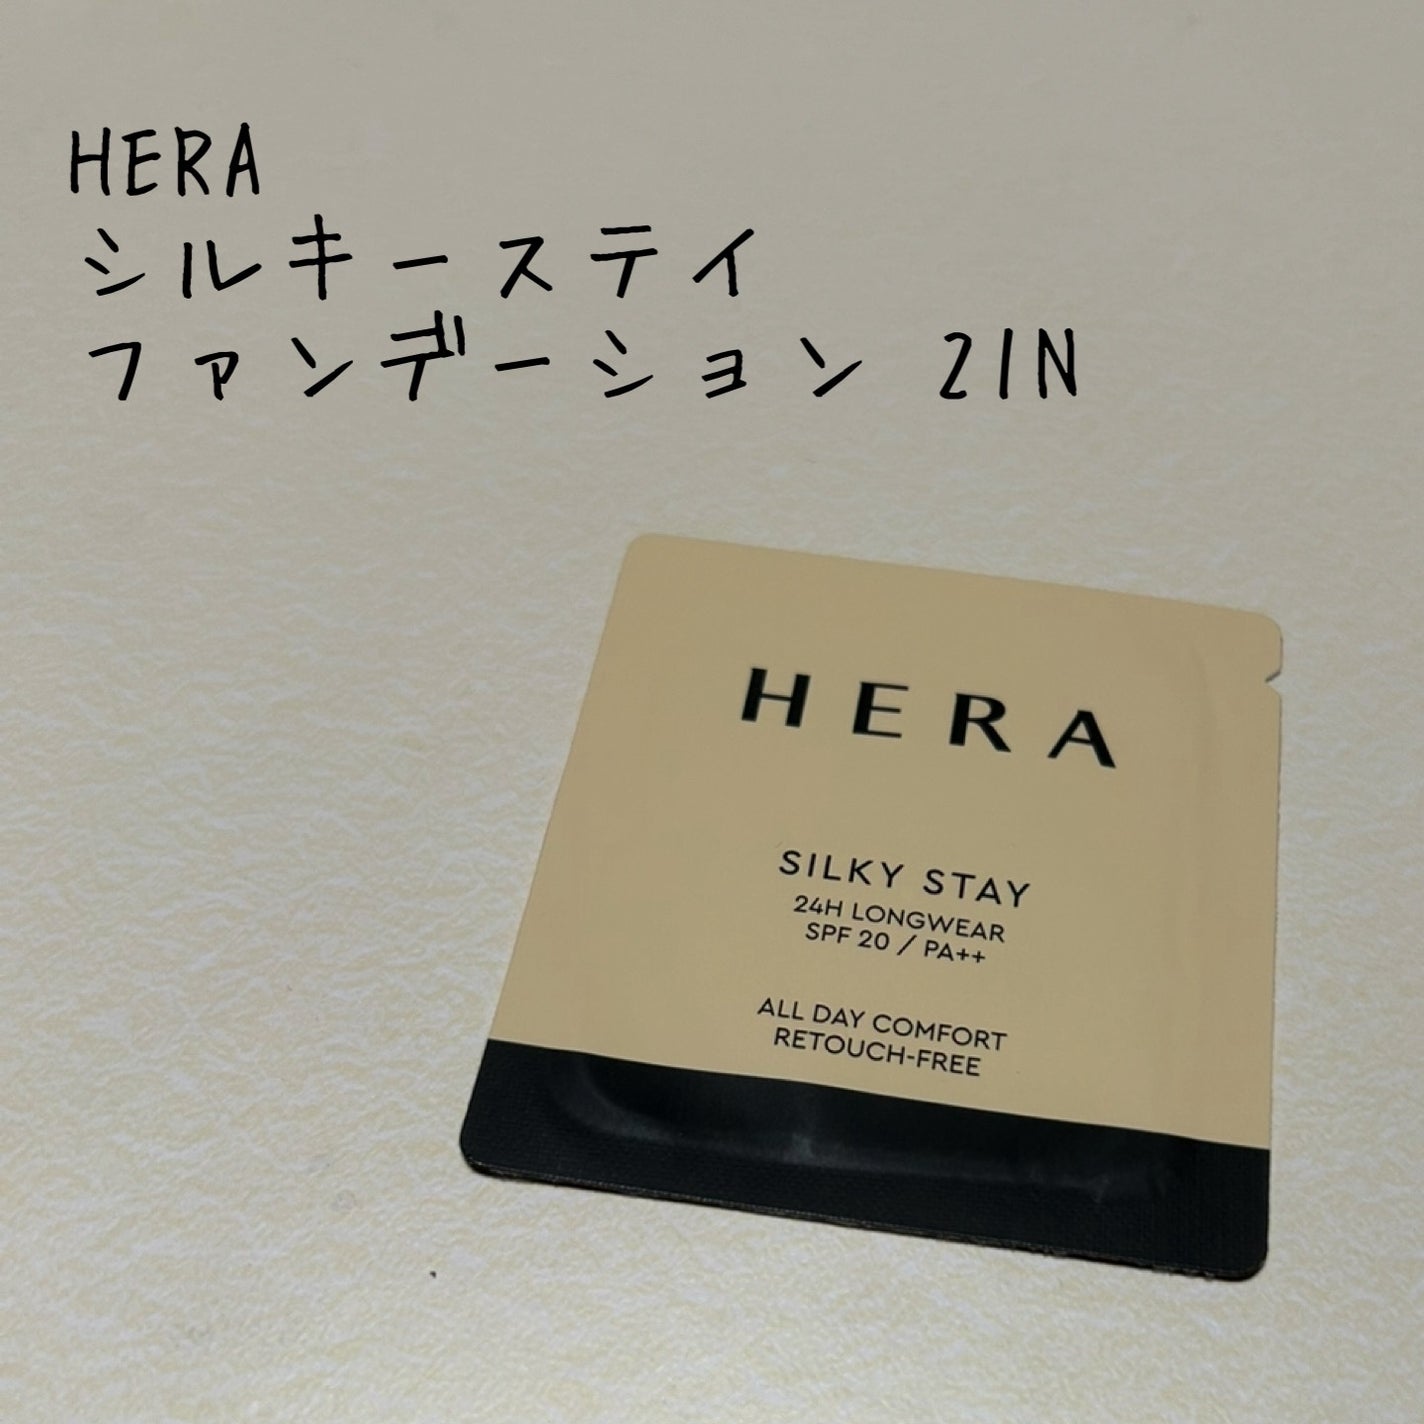 HERA
シルキーステイ
ファンデーション 21N
HERA
SILKY STAY
24H LONGWEAR
SPF 20 / PA++
ALL DAY COMFORT
RETOUCH-FREE